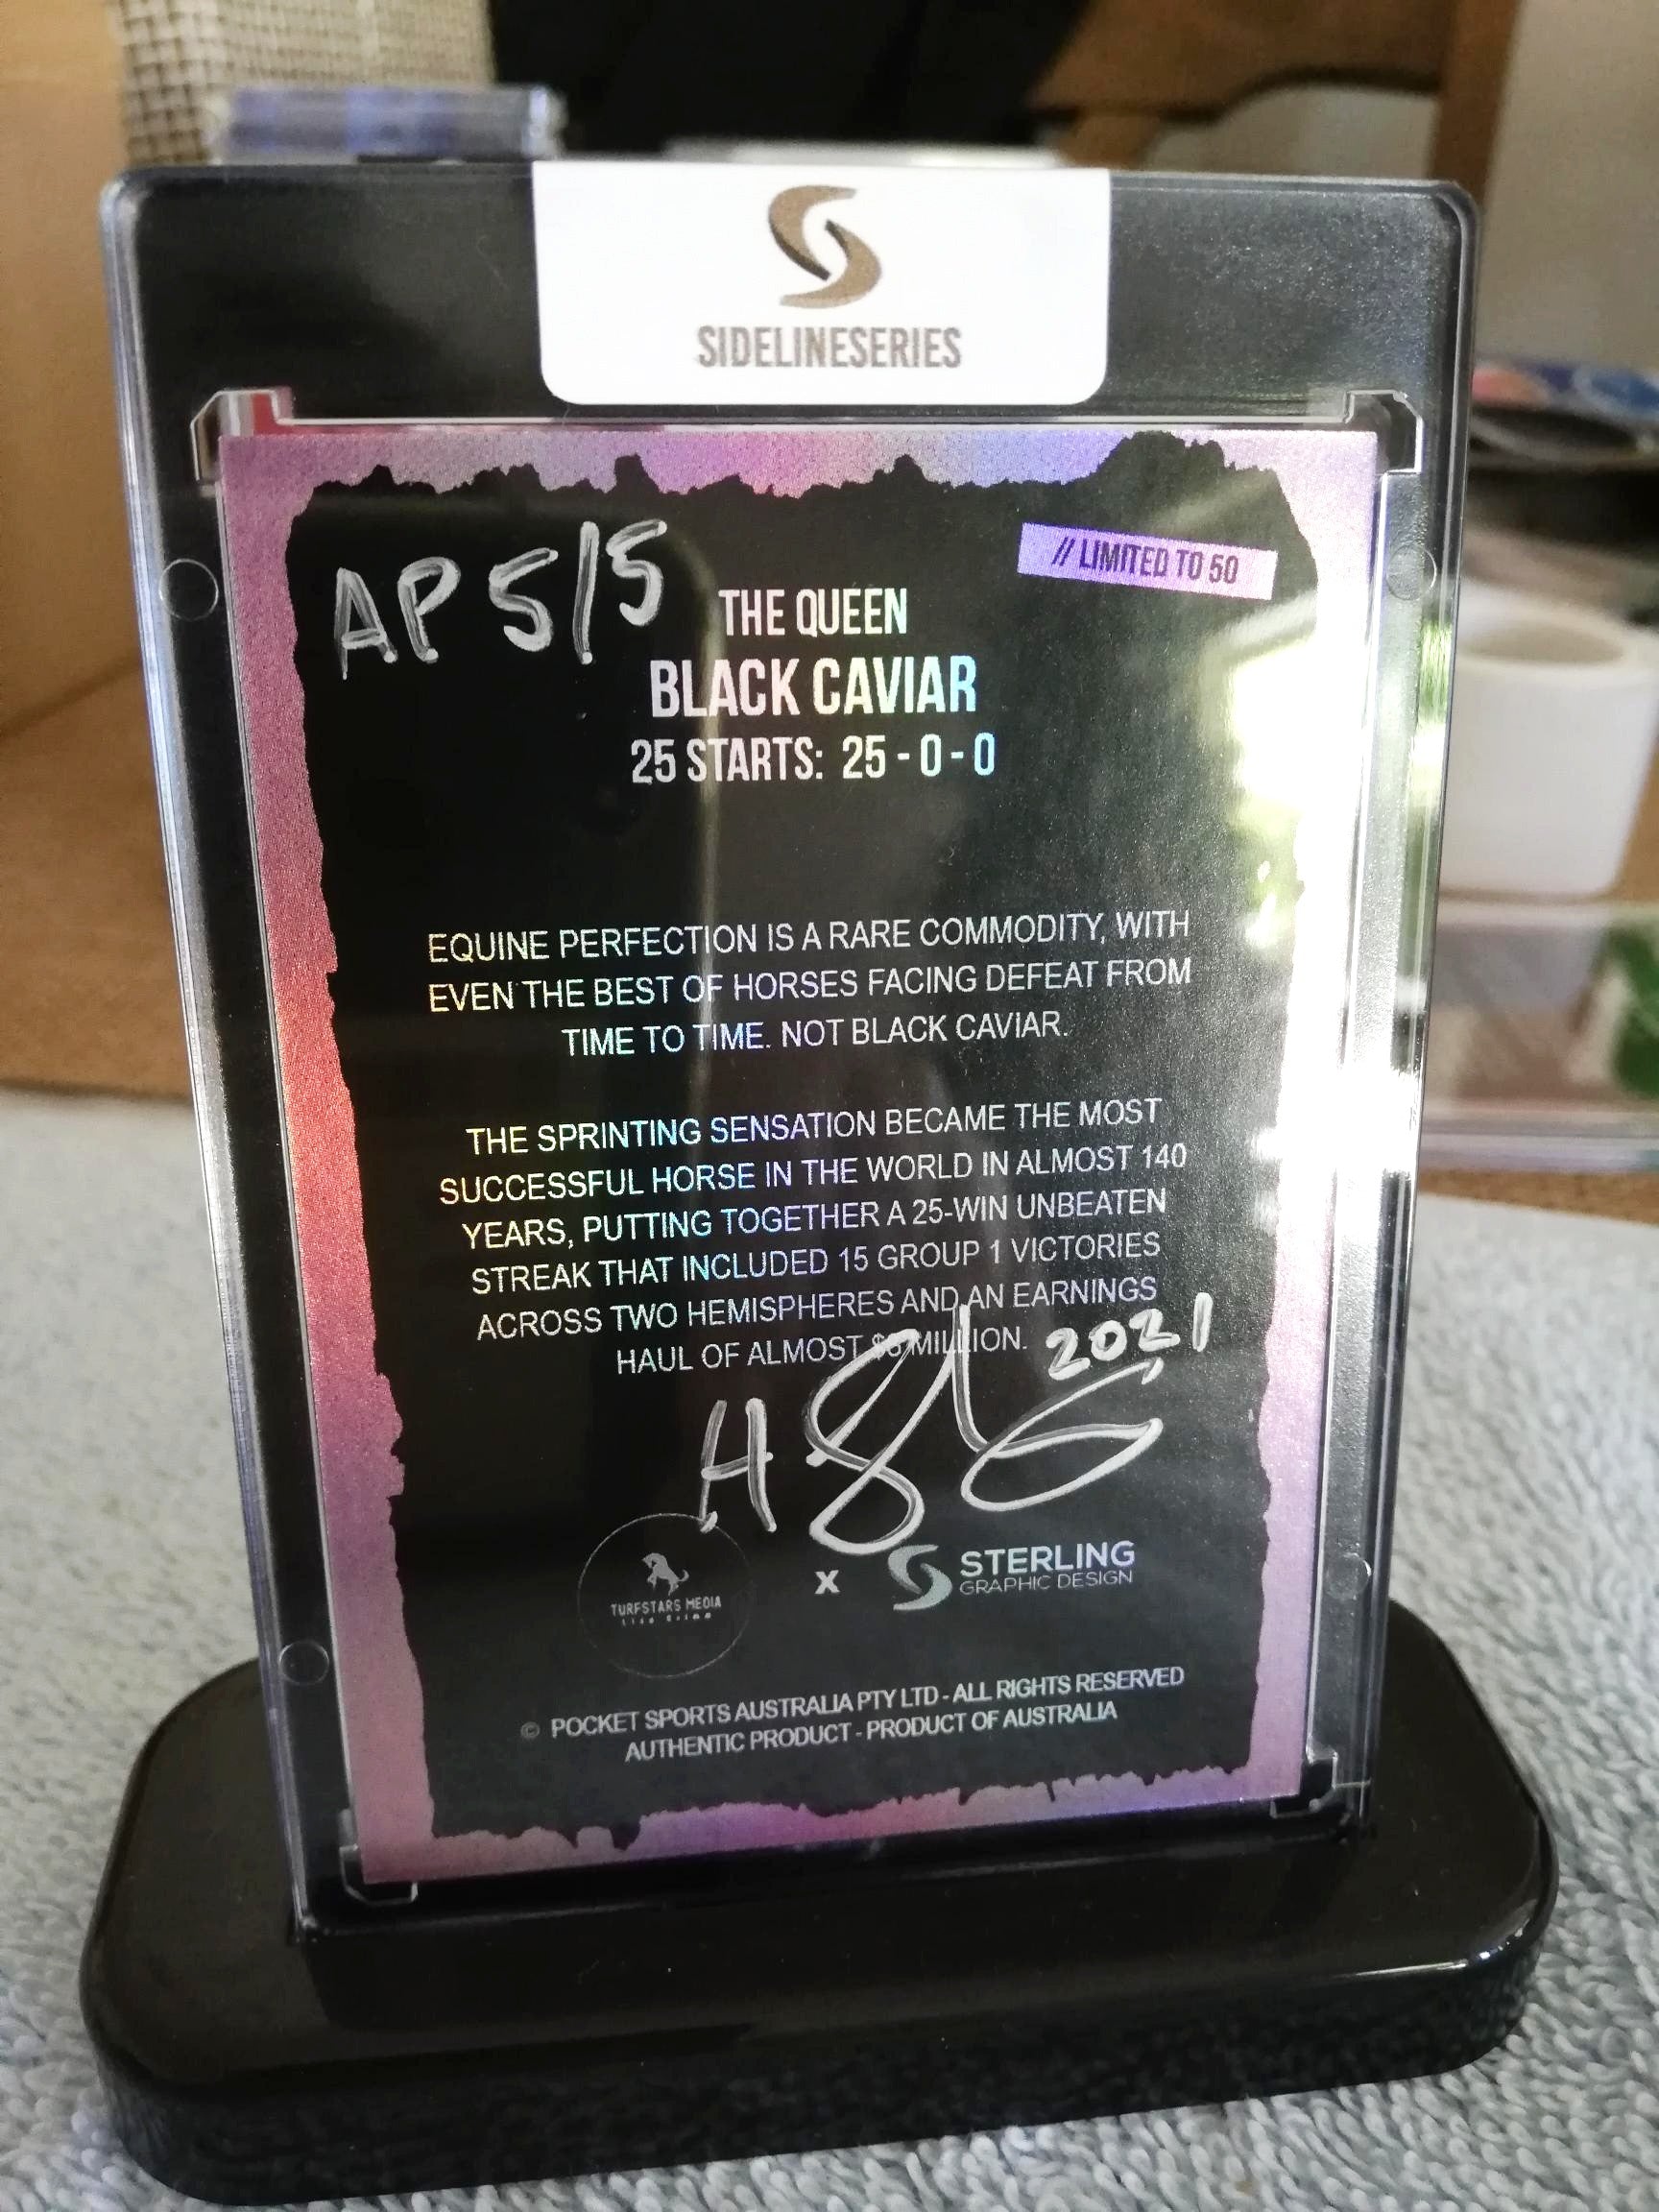 SIDELINESERIES
AP 5/5
// LIMITED TO 50
THE QUEEN
BLACK CAVIAR
25 STARTS: 25 - 0 - 0
EQUINE PERFECTION IS A RARE COMMODITY, WITH
EVEN THE BEST OF HORSES FACING DEFEAT FROM
TIME TO TIME. NOT BLACK CAVIAR.
THE SPRINTING SENSATION BECAME THE MOST
SUCCESSFUL HORSE IN THE WORLD IN ALMOST 140
YEARS, PUTTING TOGETHER A 25-WIN UNBEATEN
STREAK THAT INCLUDED 15 GROUP 1 VICTORIES
ACROSS TWO HEMISPHERES AND AN EARNINGS
HAUL OF ALMOST MILLION.
2021
TURFSTARS MEDIA
X
STERLING
GRAPHIC DESIGN
© POCKET SPORTS AUSTRALIA PTY LTD - ALL RIGHTS RESERVED
AUTHENTIC PRODUCT - PRODUCT OF AUSTRALIA